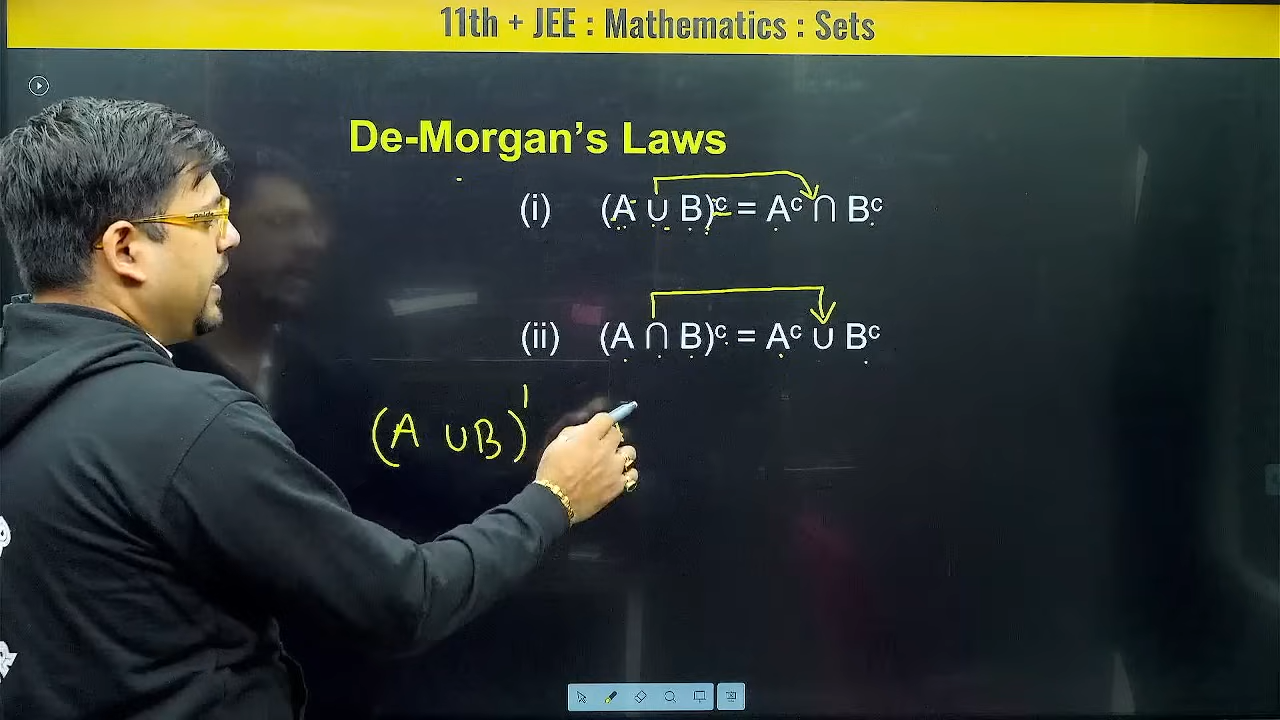 11th + JEE : Mathematics : Sets
De-Morgan's Laws
(i) (A ∪ B)ᶜ = Aᶜ ∩ Bᶜ
(ii) (A ∩ B)ᶜ = Aᶜ ∪ Bᶜ
(A ∪ B)'